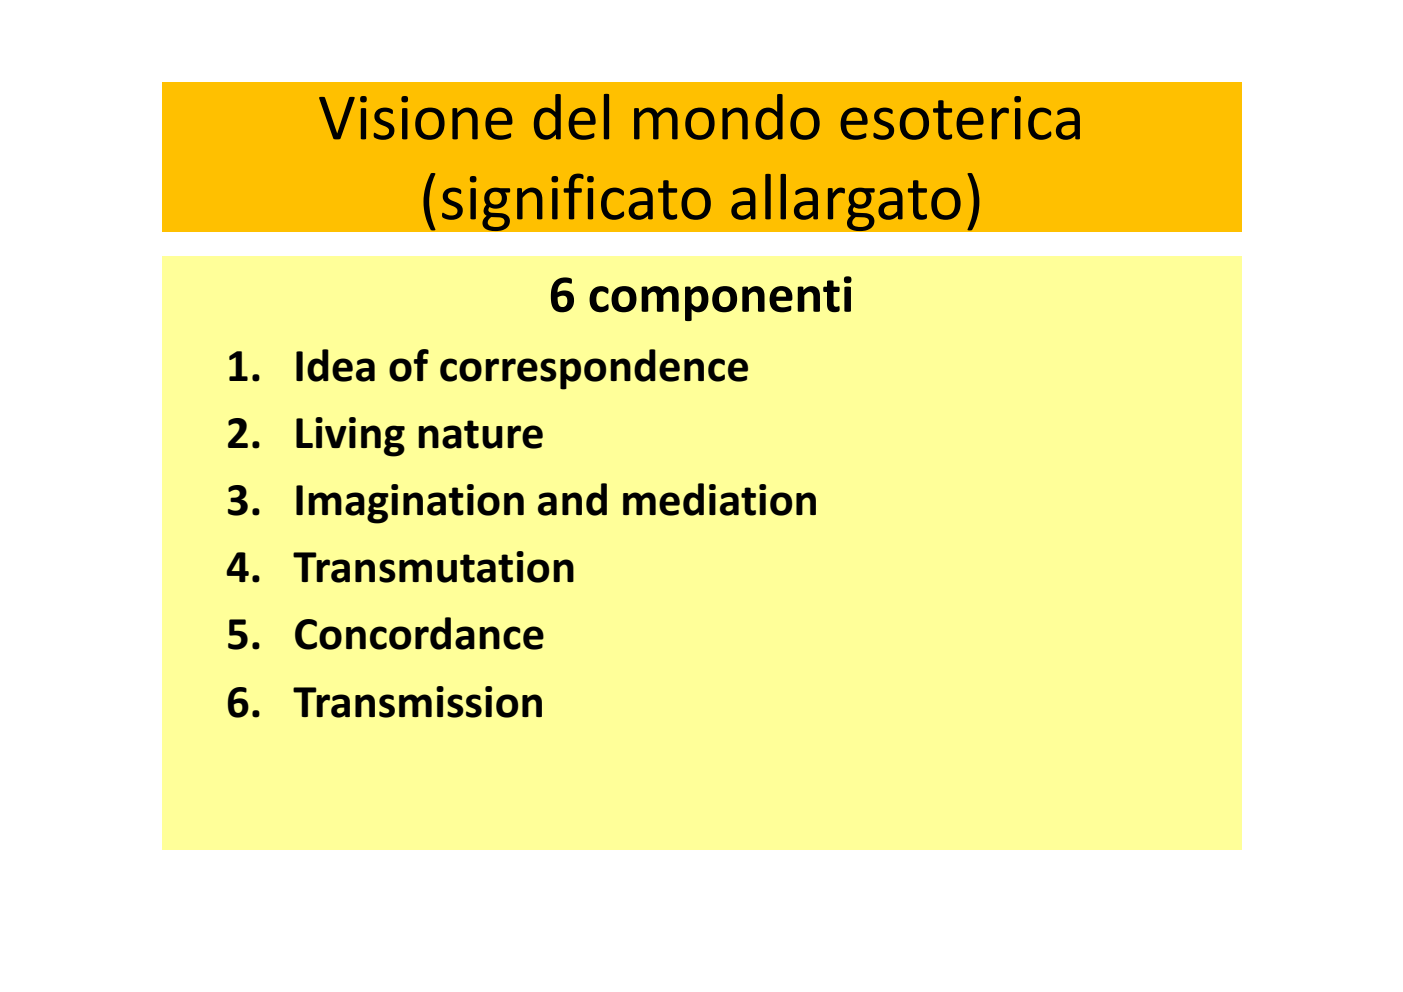 Visione del mondo esoterica
(significato allargato)
6 componenti
1. Idea of correspondence
2. Living nature
3. Imagination and mediation
4. Transmutation
5. Concordance
6. Transmission